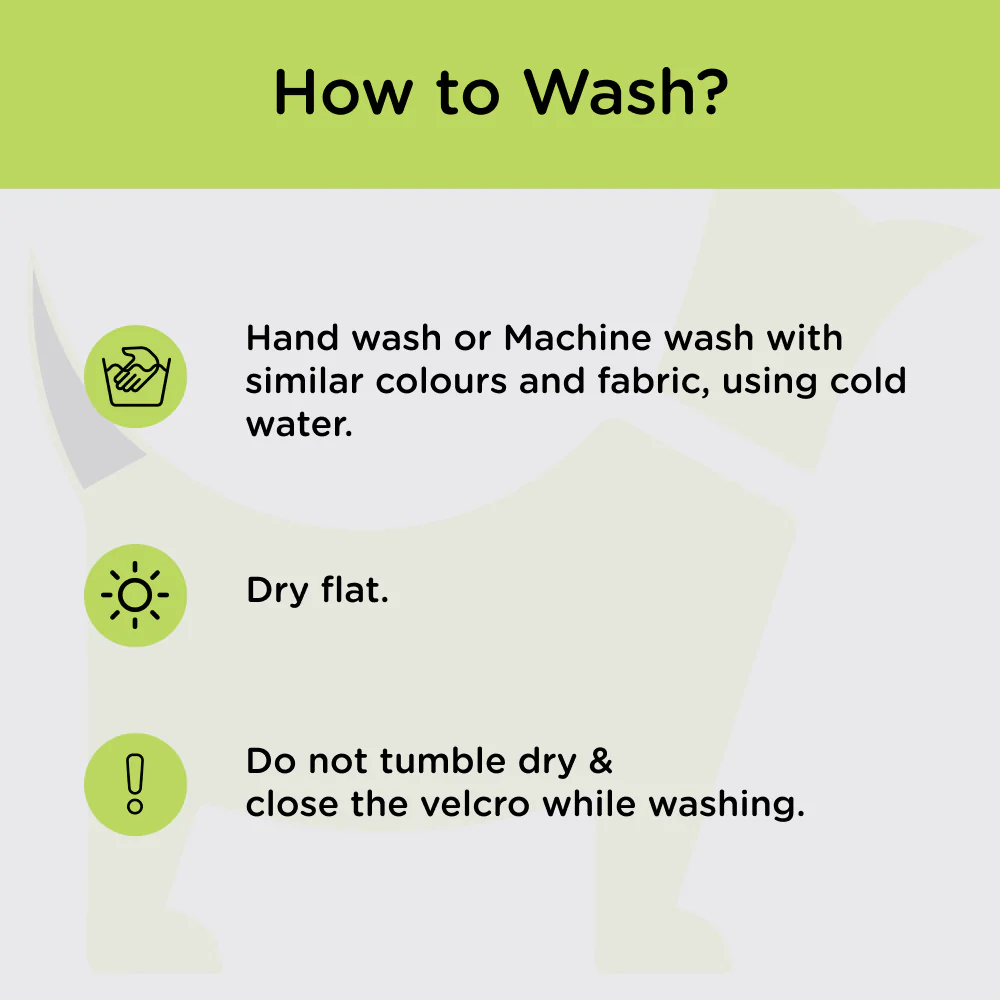 How to Wash?
Hand wash or Machine wash with
similar colours and fabric, using cold
water.
Dry flat.
Do not tumble dry &
close the velcro while washing.